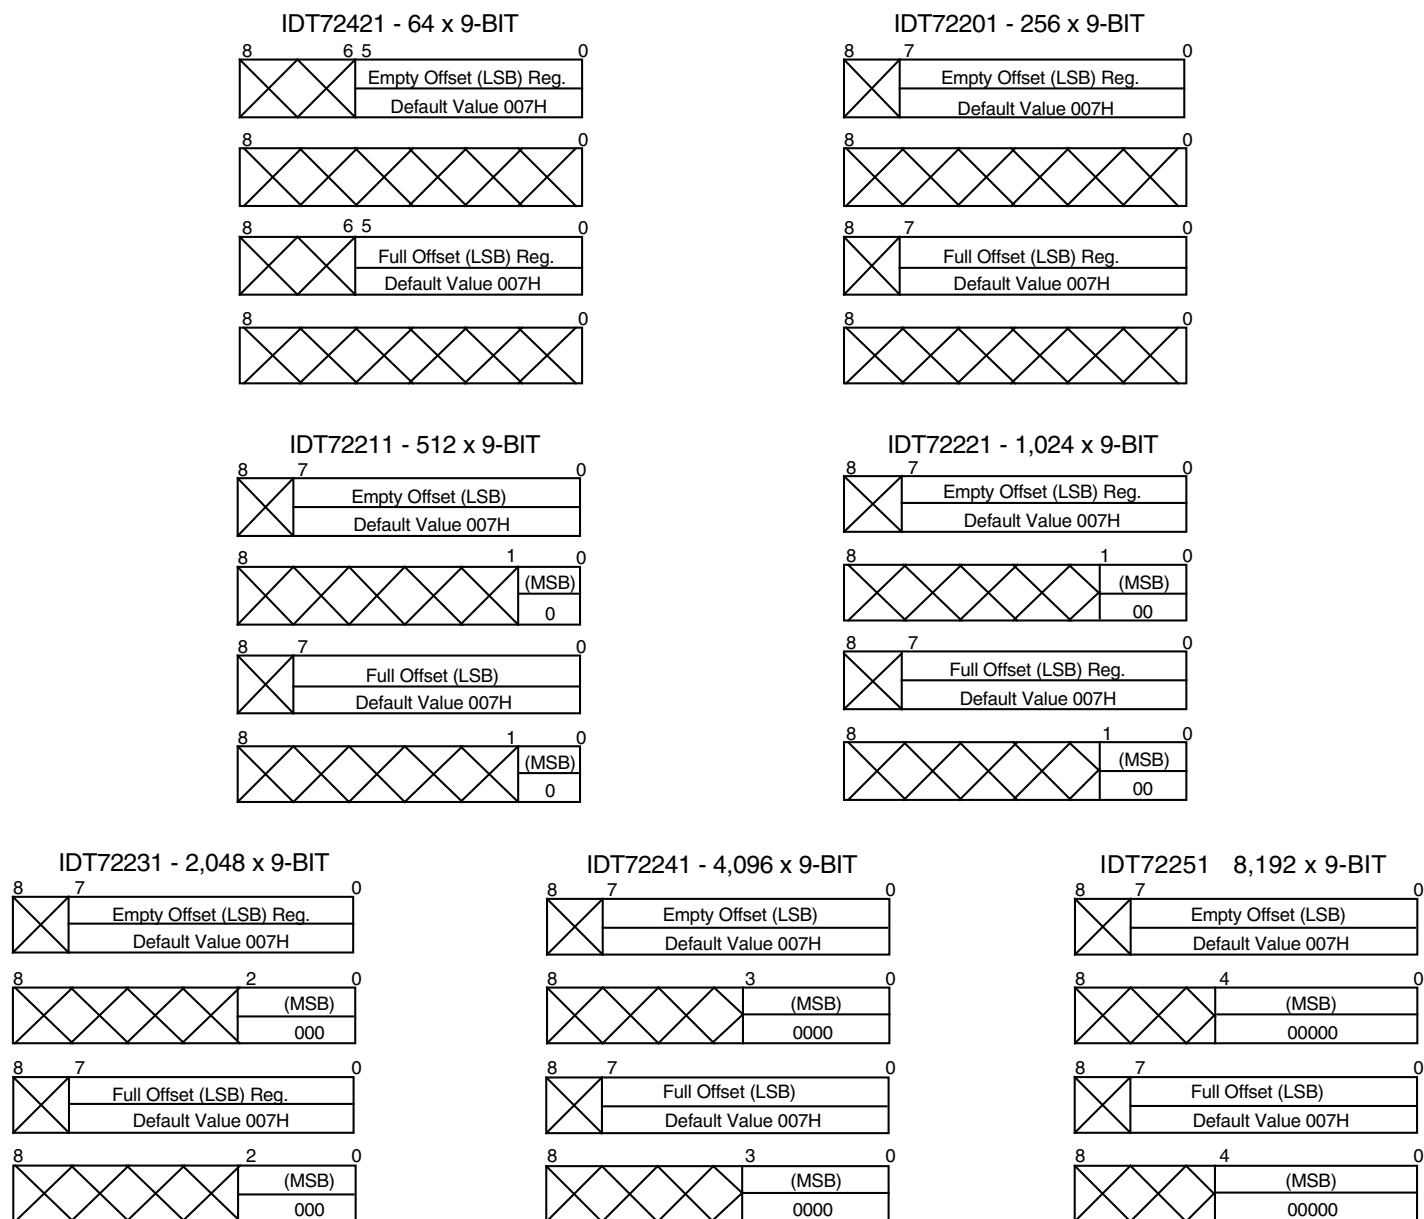 IDT72421 - 64 x 9-BIT
8 6 5 0
Empty Offset (LSB) Reg.
Default Value 007H
8 0
8 6 5 0
Full Offset (LSB) Reg.
Default Value 007H
8 0
IDT72201 - 256 x 9-BIT
8 7 0
Empty Offset (LSB) Reg.
Default Value 007H
8 0
8 7 0
Full Offset (LSB) Reg.
Default Value 007H
8 0
IDT72211 - 512 x 9-BIT
8 7 0
Empty Offset (LSB)
Default Value 007H
8 1 0
(MSB)
0
8 7 0
Full Offset (LSB)
Default Value 007H
8 1 0
(MSB)
0
IDT72221 - 1,024 x 9-BIT
8 7 0
Empty Offset (LSB) Reg.
Default Value 007H
8 1 0
(MSB)
00
8 7 0
Full Offset (LSB) Reg.
Default Value 007H
8 1 0
(MSB)
00
IDT72231 - 2,048 x 9-BIT
8 7 0
Empty Offset (LSB) Reg.
Default Value 007H
8 2 0
(MSB)
000
8 7 0
Full Offset (LSB) Reg.
Default Value 007H
8 2 0
(MSB)
000
IDT72241 - 4,096 x 9-BIT
8 7 0
Empty Offset (LSB)
Default Value 007H
8 3 0
(MSB)
0000
8 7 0
Full Offset (LSB)
Default Value 007H
8 3 0
(MSB)
0000
IDT72251 8,192 x 9-BIT
8 7 0
Empty Offset (LSB)
Default Value 007H
8 4 0
(MSB)
00000
8 7 0
Full Offset (LSB)
Default Value 007H
8 4 0
(MSB)
00000